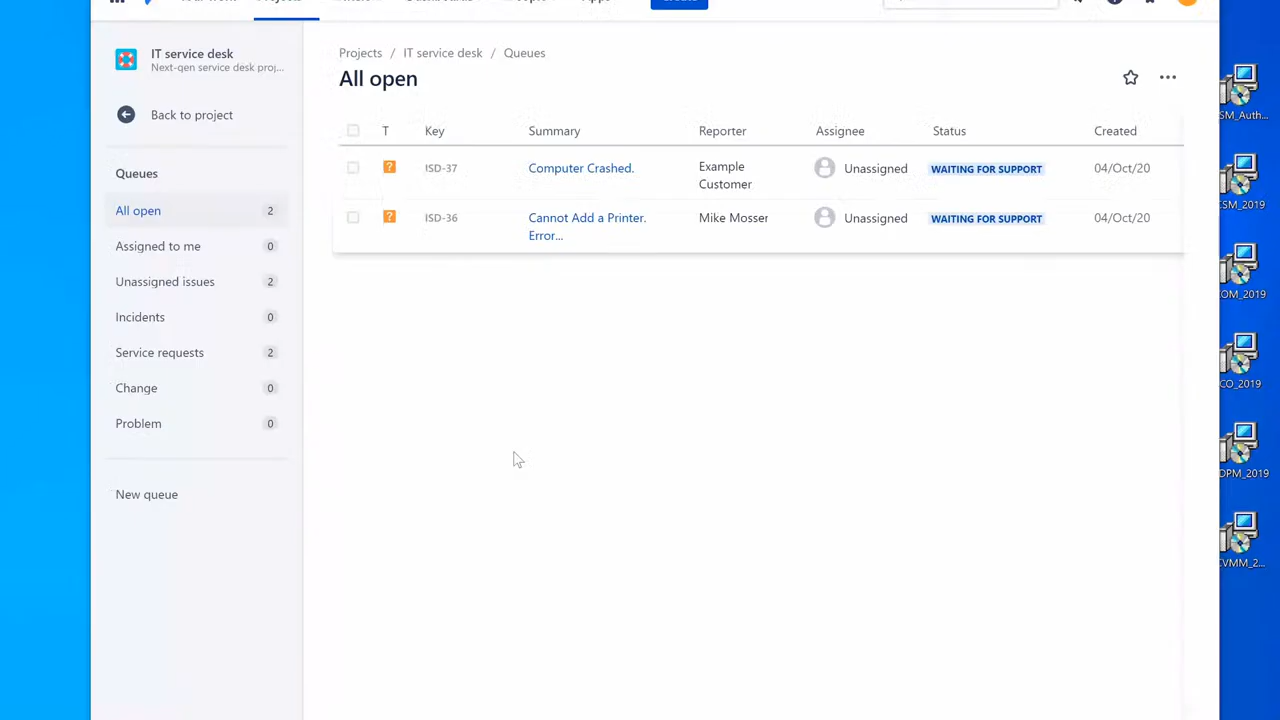 IT service desk
Next-gen service desk proj...
Back to project
Queues
All open 2
Assigned to me 0
Unassigned issues 2
Incidents 0
Service requests 2
Change 0
Problem 0
New queue
Projects / IT service desk / Queues
All open
T Key Summary Reporter Assignee Status Created
? ISD-37 Computer Crashed. Example Unassigned WAITING FOR SUPPORT 04/Oct/20
Customer
? ISD-36 Cannot Add a Printer. Mike Mosser Unassigned WAITING FOR SUPPORT 04/Oct/20
Error...
SM_Auth...
CSM_2019
OM_2019
CO_2019
DPM_2019
CVMM_2...